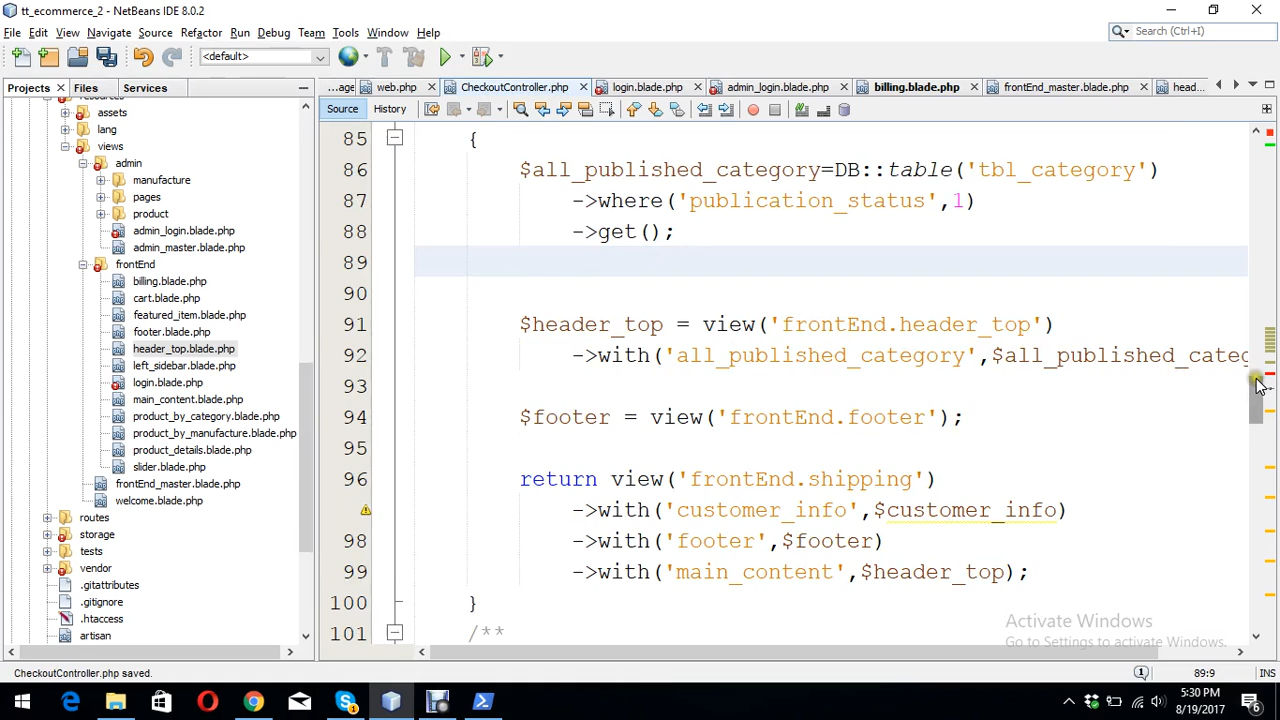 tt_ecommerce_2 - NetBeans IDE 8.0.2
File Edit View Navigate Source Refactor Run Debug Team Tools Window Help
Search (Ctrl+I)
<default>
Projects Files Services
...age web.php CheckoutController.php login.blade.php admin_login.blade.php billing.blade.php frontEnd_master.blade.php head...
Source History
assets
lang
views
admin
manufacture
pages
product
admin_login.blade.php
admin_master.blade.php
frontEnd
billing.blade.php
cart.blade.php
featured_item.blade.php
footer.blade.php
header_top.blade.php
left_sidebar.blade.php
login.blade.php
main_content.blade.php
product_by_category.blade.php
product_by_manufacture.blade.php
product_details.blade.php
slider.blade.php
frontEnd_master.blade.php
welcome.blade.php
routes
storage
tests
vendor
.gitattributes
.gitignore
.htaccess
artisan
85 {
86 $all_published_category=DB::table('tbl_category')
87 ->where('publication_status',1)
88 ->get();
89
90
91 $header_top = view('frontEnd.header_top')
92 ->with('all_published_category',$all_published_categ
93
94 $footer = view('frontEnd.footer');
95
96 return view('frontEnd.shipping')
->with('customer_info',$customer_info)
98 ->with('footer',$footer)
99 ->with('main_content',$header_top);
100 }
101 /**
Activate Windows
Go to Settings to activate Windows.
CheckoutController.php saved.
1 89:9 INS
5:30 PM
8/19/2017
6